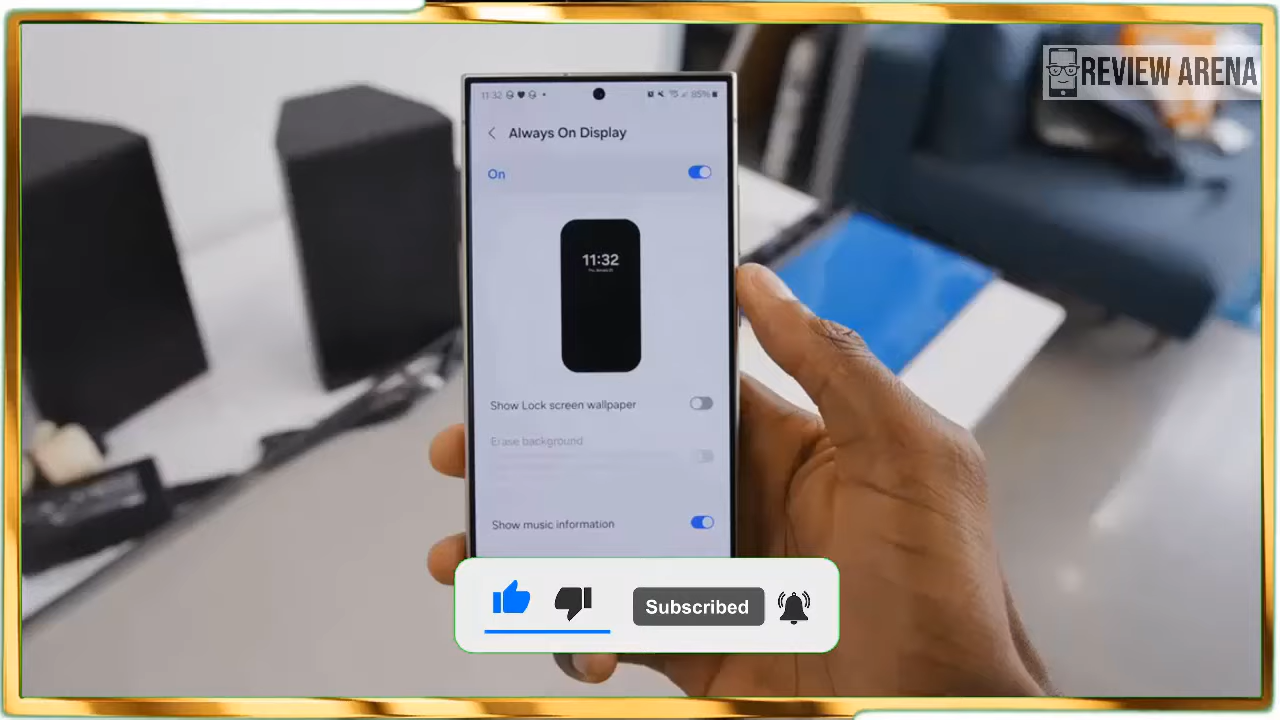 REVIEW ARENA
11:32
85%
Always On Display
On
11:32
Show Lock screen wallpaper
Erase background
Show music information
Subscribed